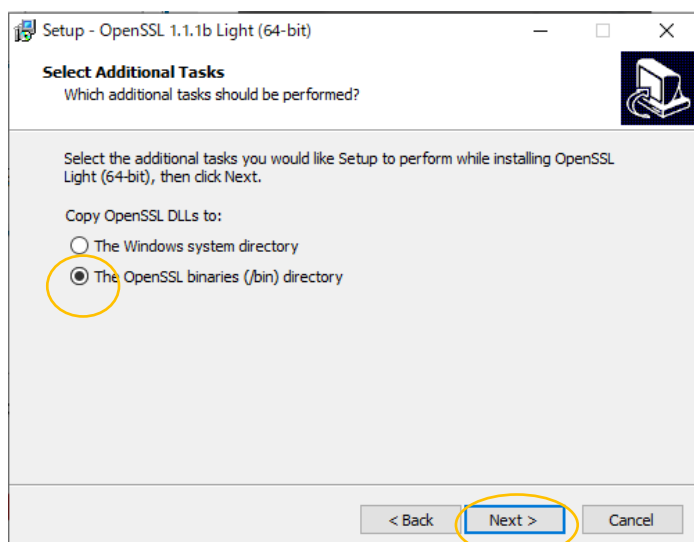 Setup - OpenSSL 1.1.1b Light (64-bit)
Select Additional Tasks
Which additional tasks should be performed?
Select the additional tasks you would like Setup to perform while installing OpenSSL
Light (64-bit), then click Next.
Copy OpenSSL DLLs to:
The Windows system directory
The OpenSSL binaries (/bin) directory
< Back Next > Cancel